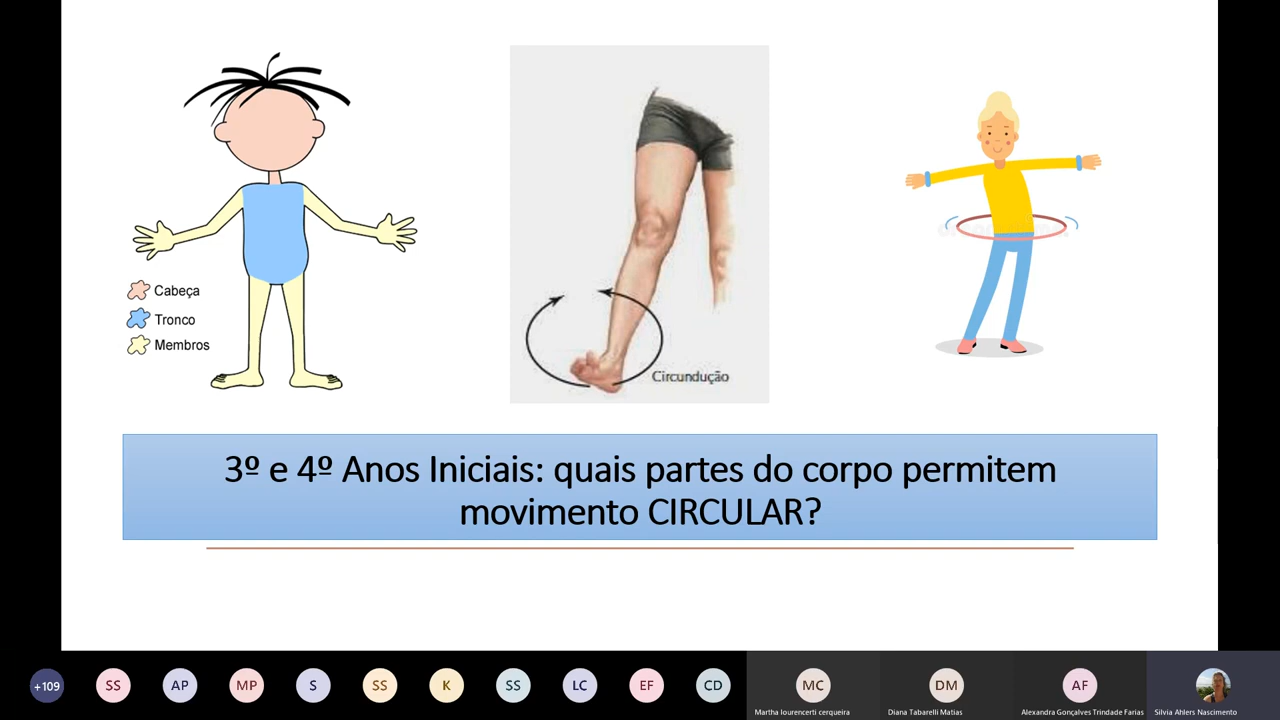 Cabeça
Tronco
Membros
Circundução
3º e 4º Anos Iniciais: quais partes do corpo permitem
movimento CIRCULAR?
+109
SS
AP
MP
S
SS
K
SS
LC
EF
CD
MC
DM
AF
Martha lourencerti cerqueira
Diana Tabarelli Matias
Alexandra Gonçalves Trindade Farias
Silvia Ahlers Nascimento